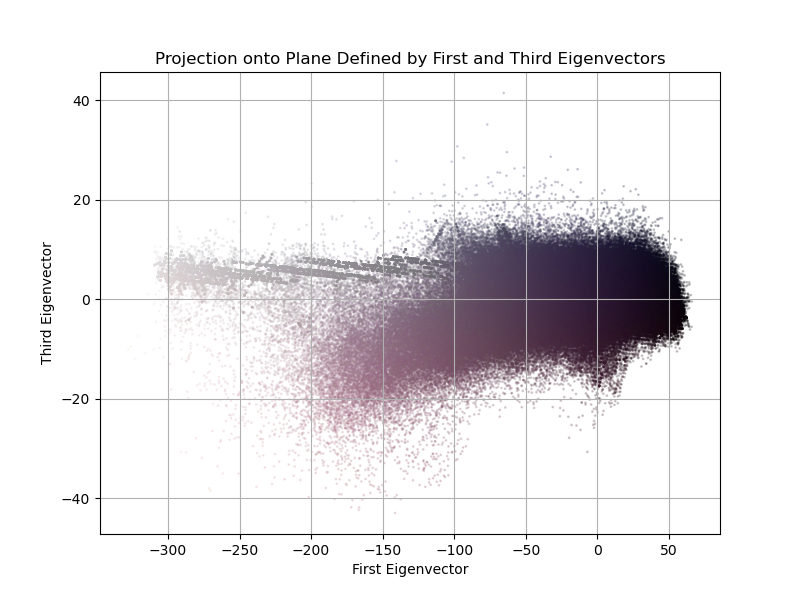 Projection onto Plane Defined by First and Third Eigenvectors
40
20
0
−20
−40
Third Eigenvector
−300 −250 −200 −150 −100 −50 0 50
First Eigenvector